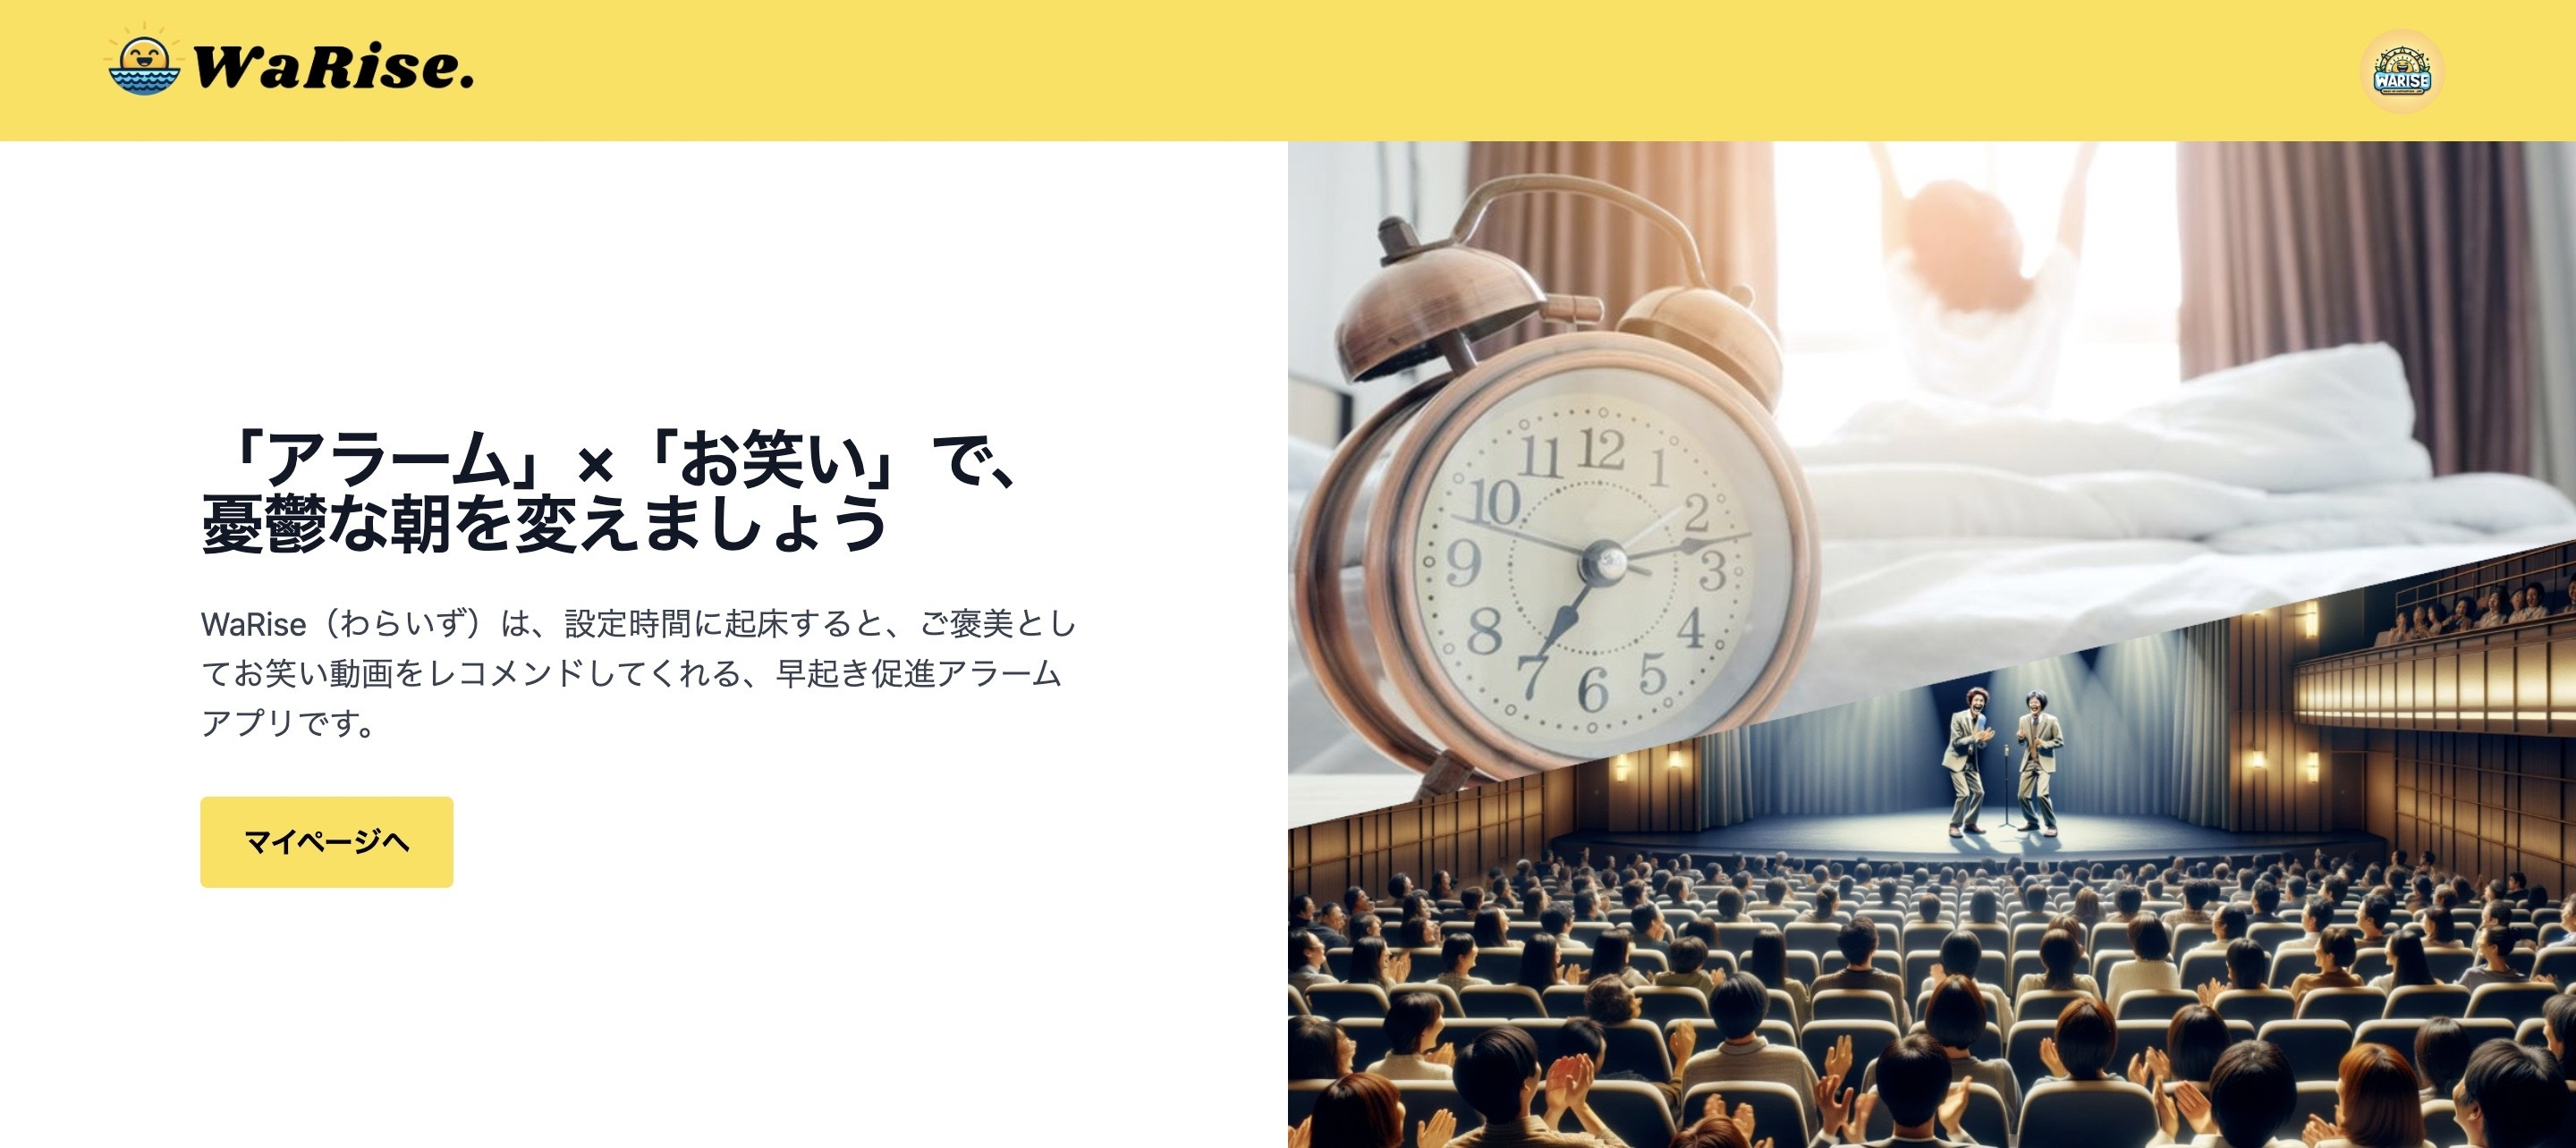 WaRise.
WARISE
「アラーム」×「お笑い」で、
憂鬱な朝を変えましょう
WaRise（わらいず）は、設定時間に起床すると、ご褒美とし
てお笑い動画をレコメンドしてくれる、早起き促進アラーム
アプリです。
マイページへ
11 12 1
10 2
9 3
8 4
7 6 5